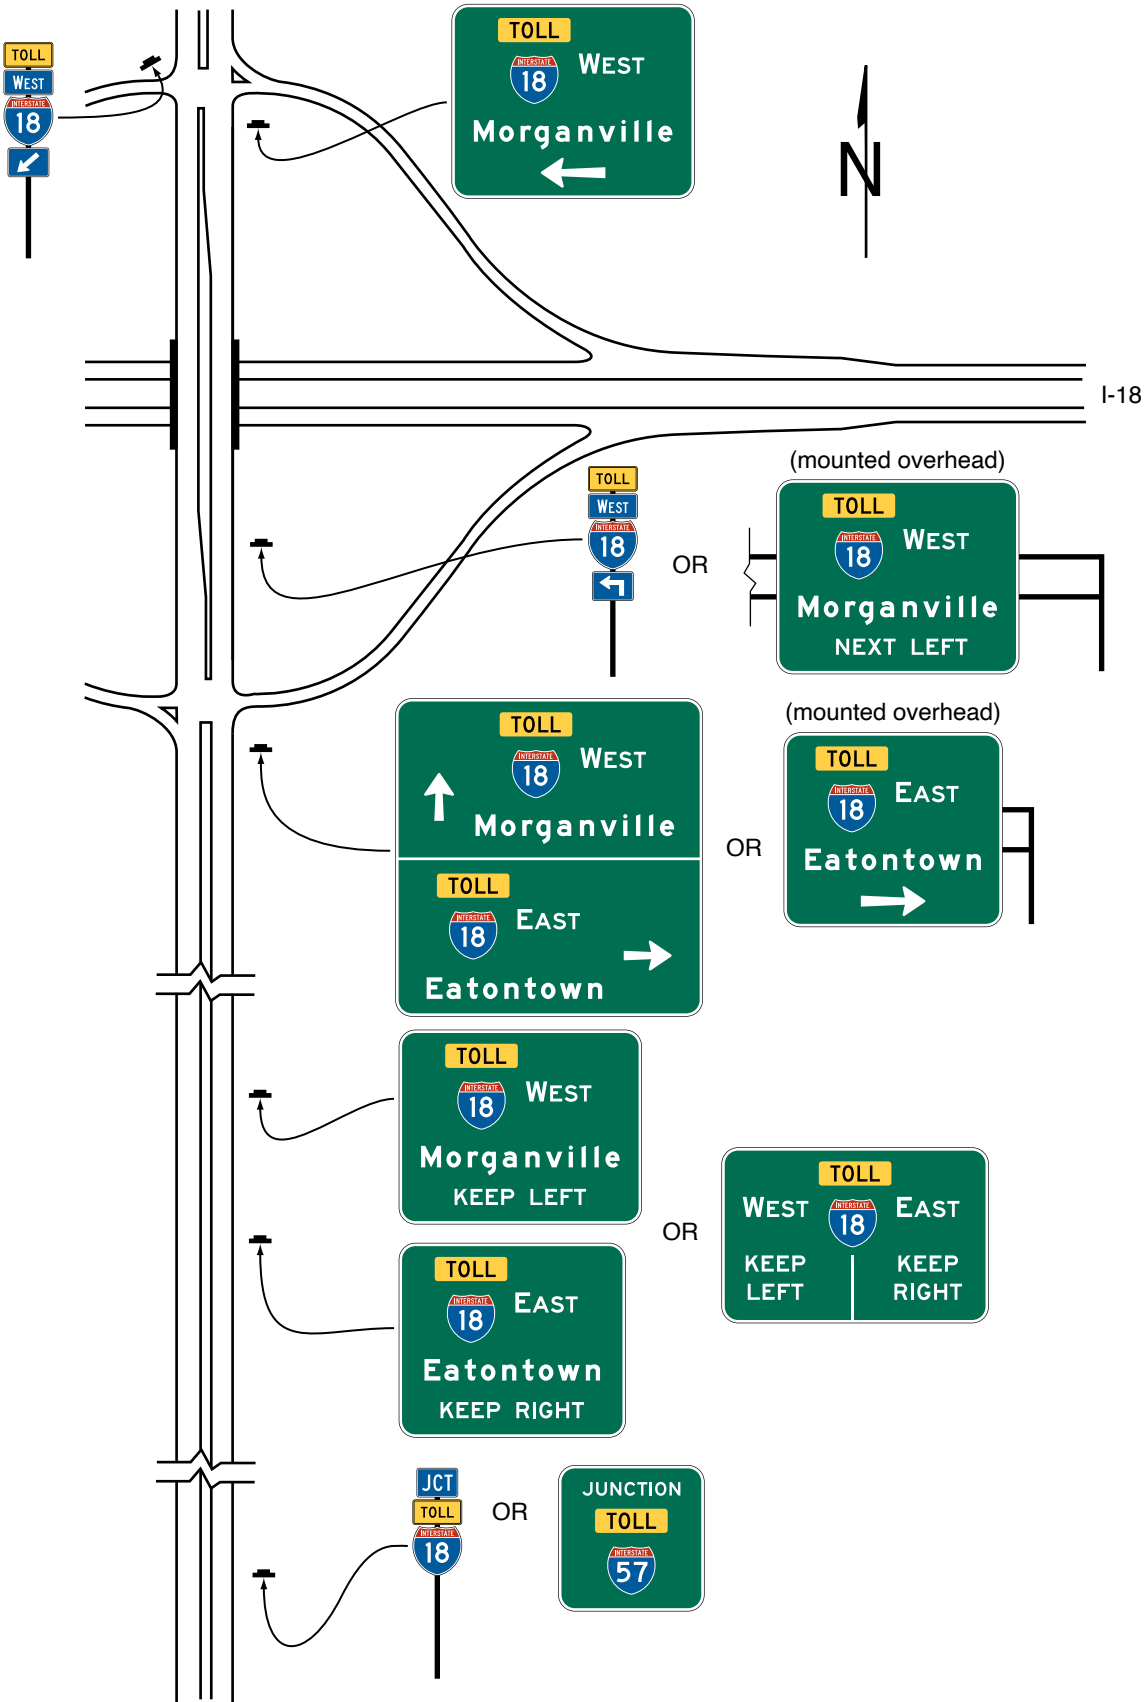 TOLL
WEST
INTERSTATE
18
TOLL
INTERSTATE
18 WEST
Morganville
N
I-18
TOLL
WEST
INTERSTATE
18
OR
(mounted overhead)
TOLL
INTERSTATE
18 WEST
Morganville
NEXT LEFT
TOLL
INTERSTATE
18 WEST
Morganville
TOLL
INTERSTATE
18 EAST
Eatontown
OR
(mounted overhead)
TOLL
INTERSTATE
18 EAST
Eatontown
TOLL
INTERSTATE
18 WEST
Morganville
KEEP LEFT
TOLL
INTERSTATE
18 EAST
Eatontown
KEEP RIGHT
OR
TOLL
INTERSTATE
WEST 18 EAST
KEEP KEEP
LEFT RIGHT
JCT
TOLL
INTERSTATE
18
OR
JUNCTION
TOLL
INTERSTATE
57